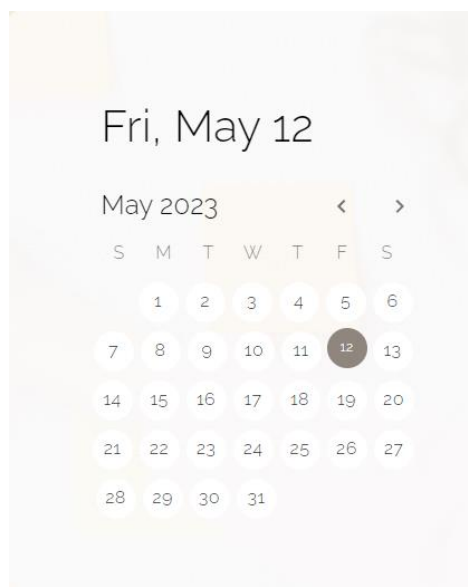 Fri, May 12
May 2023 < >
S M T W T F S
1 2 3 4 5 6
7 8 9 10 11 12 13
14 15 16 17 18 19 20
21 22 23 24 25 26 27
28 29 30 31